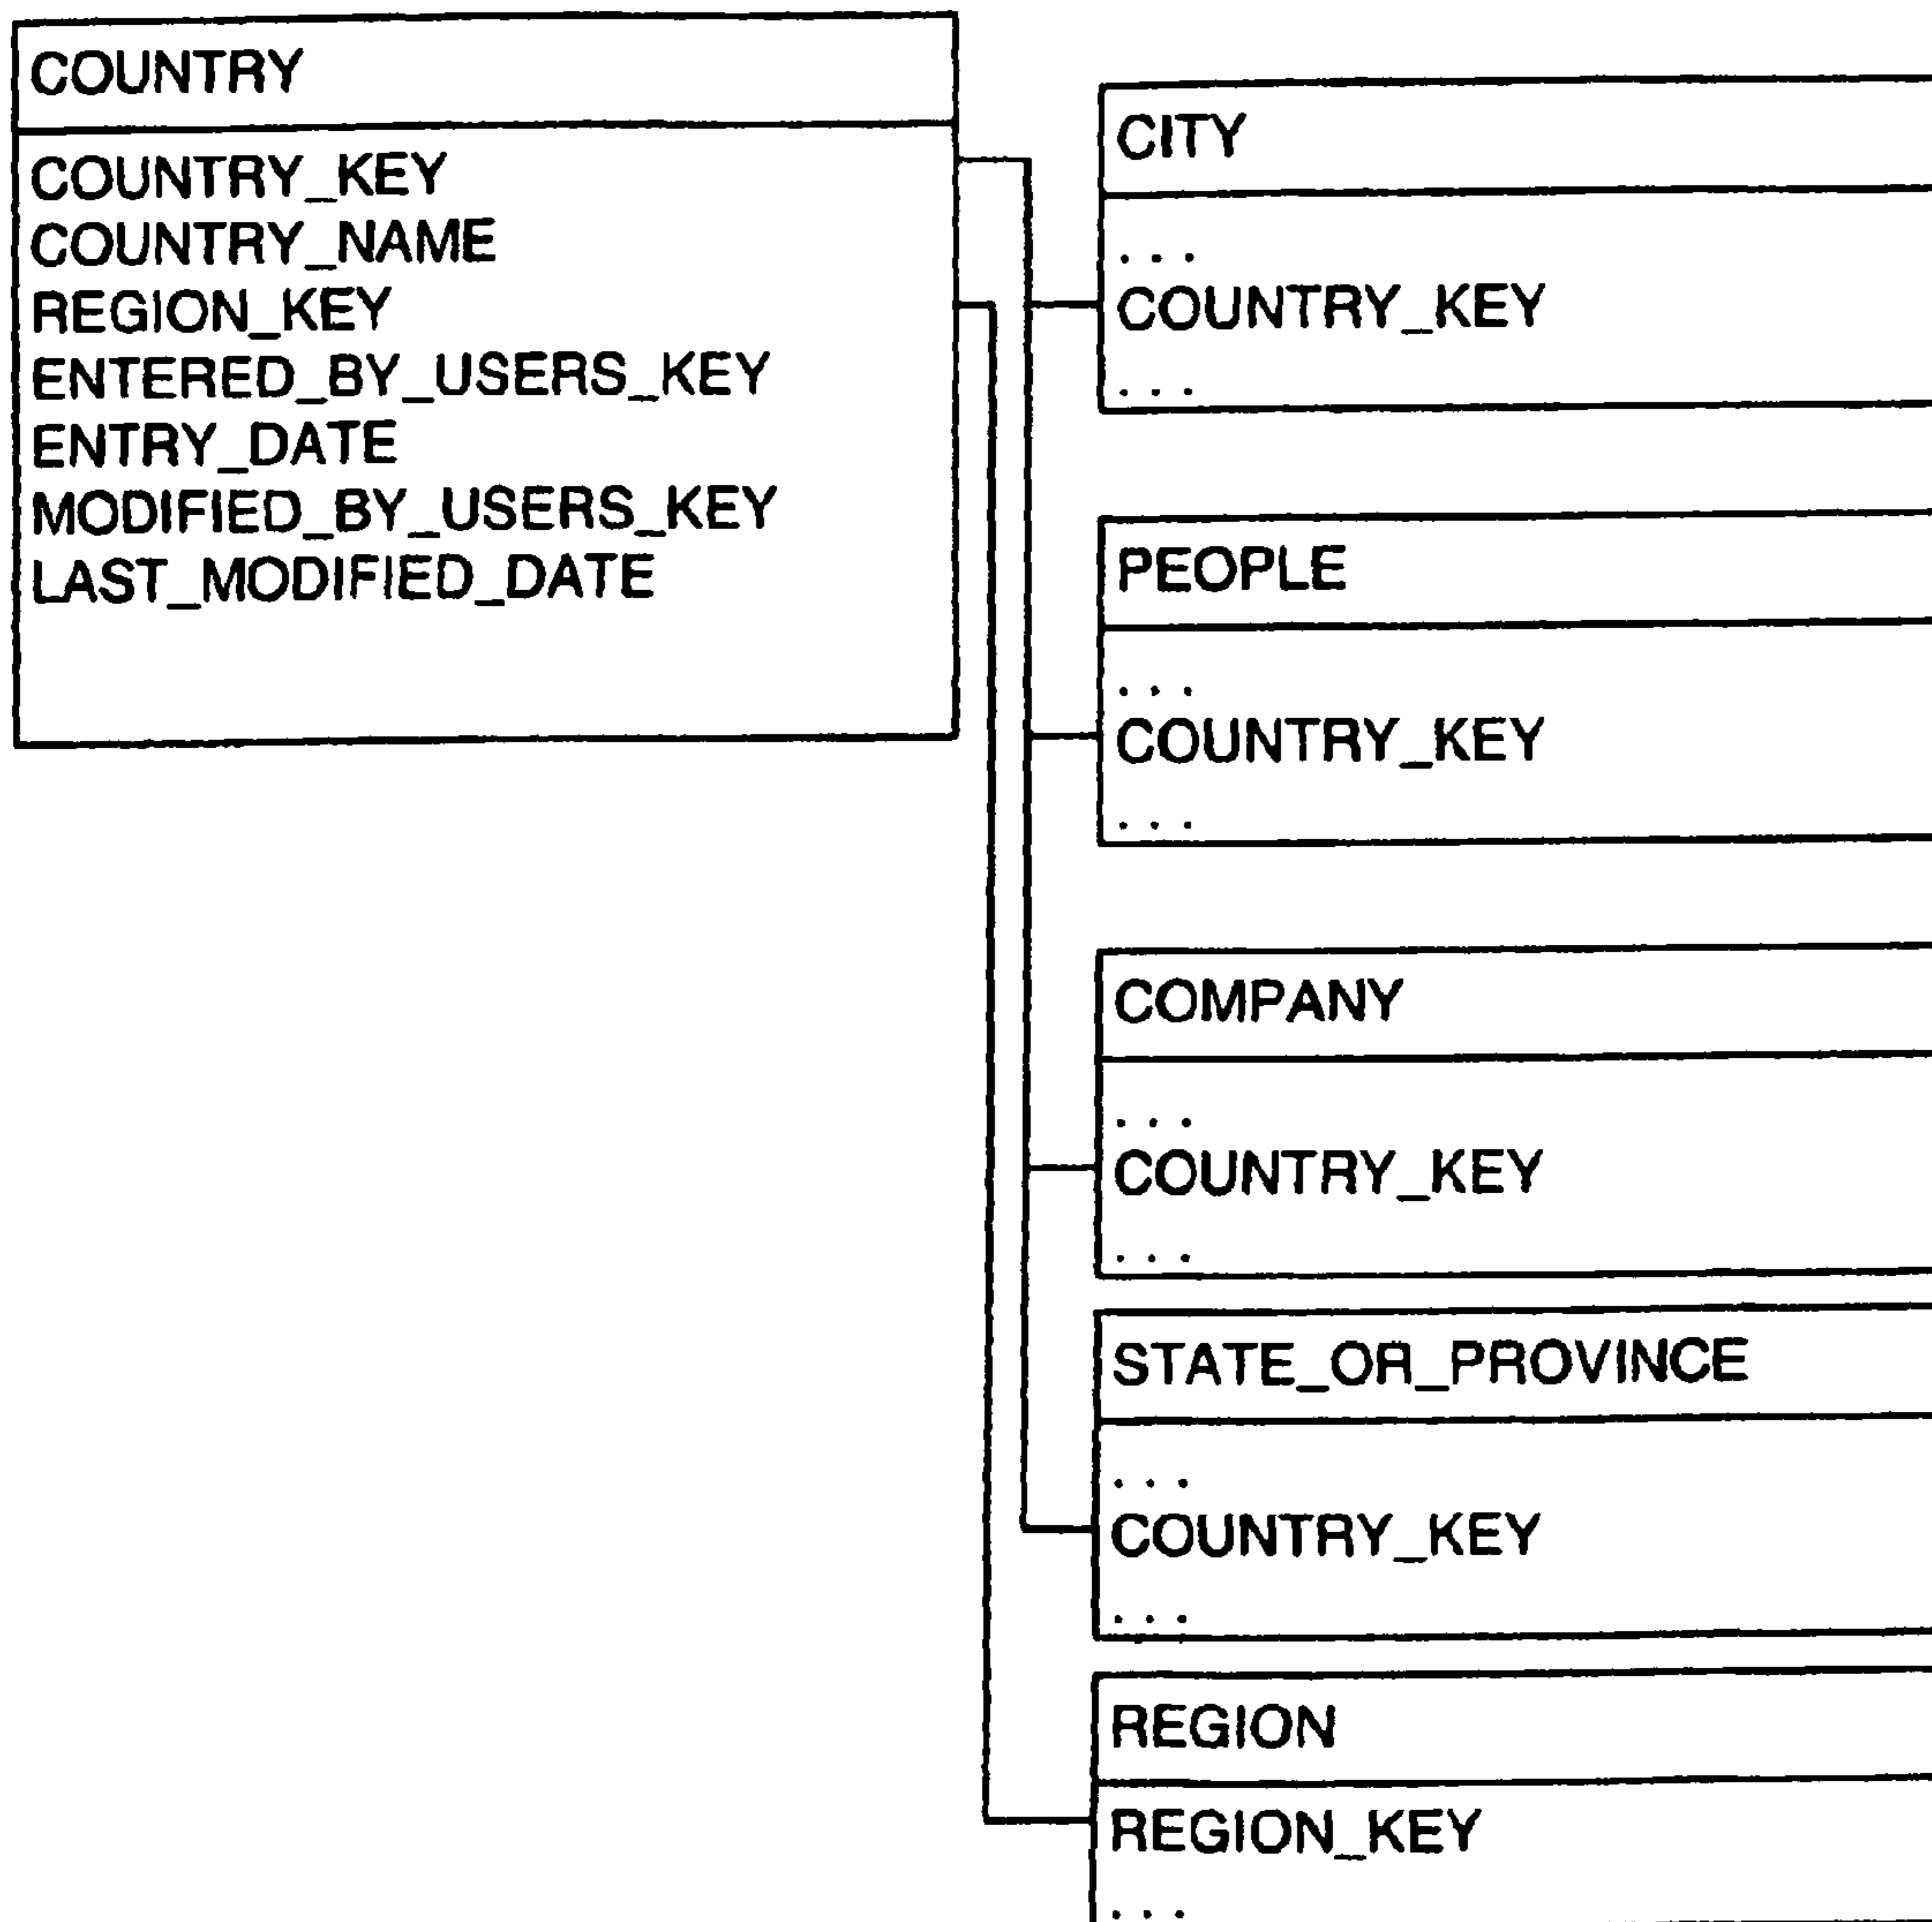 COUNTRY
COUNTRY_KEY
COUNTRY_NAME
REGION_KEY
ENTERED_BY_USERS_KEY
ENTRY_DATE
MODIFIED_BY_USERS_KEY
LAST_MODIFIED_DATE
CITY
. . .
COUNTRY_KEY
. . .
PEOPLE
. . .
COUNTRY_KEY
. . .
COMPANY
. . .
COUNTRY_KEY
. . .
STATE_OR_PROVINCE
. . .
COUNTRY_KEY
. . .
REGION
REGION_KEY
. . .